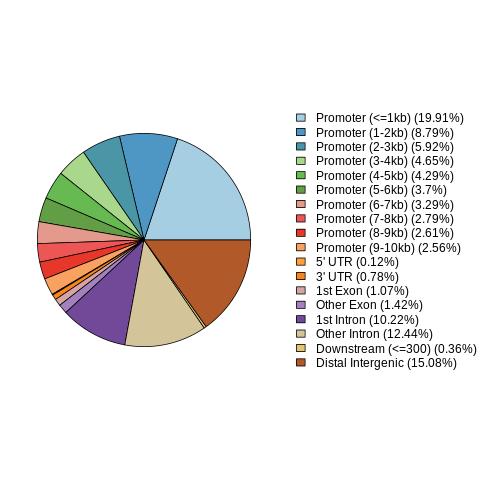 Promoter (<=1kb) (19.91%)
Promoter (1-2kb) (8.79%)
Promoter (2-3kb) (5.92%)
Promoter (3-4kb) (4.65%)
Promoter (4-5kb) (4.29%)
Promoter (5-6kb) (3.7%)
Promoter (6-7kb) (3.29%)
Promoter (7-8kb) (2.79%)
Promoter (8-9kb) (2.61%)
Promoter (9-10kb) (2.56%)
5' UTR (0.12%)
3' UTR (0.78%)
1st Exon (1.07%)
Other Exon (1.42%)
1st Intron (10.22%)
Other Intron (12.44%)
Downstream (<=300) (0.36%)
Distal Intergenic (15.08%)